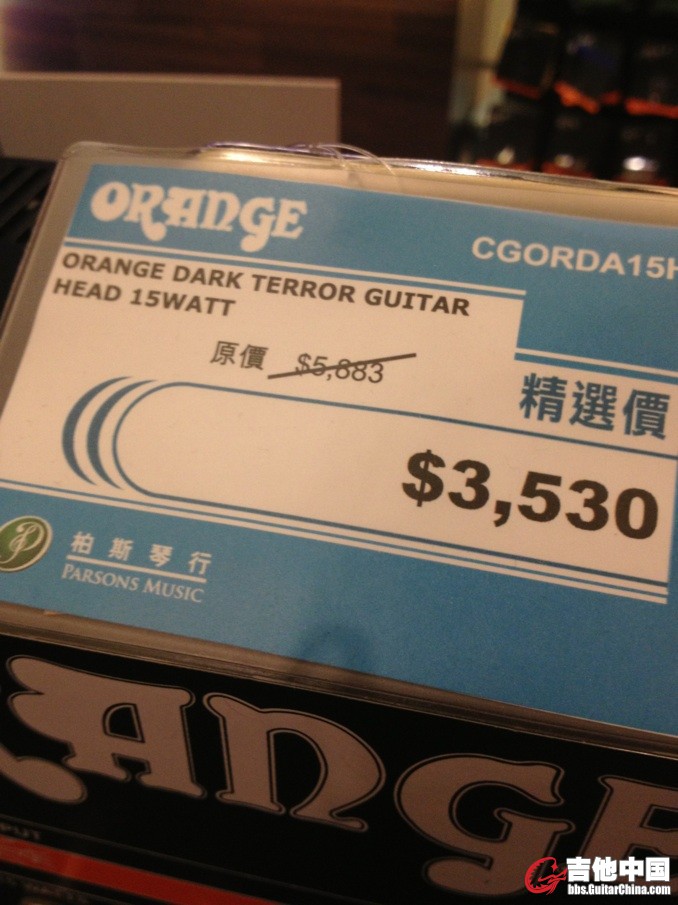 ORANGE
CGORDA15H
ORANGE DARK TERROR GUITAR
HEAD 15WATT
原價 $5,883
精選價
$3,530
柏斯琴行
PARSONS MUSIC
ANGE
PUT
吉他中国
bbs.GuitarChina.com